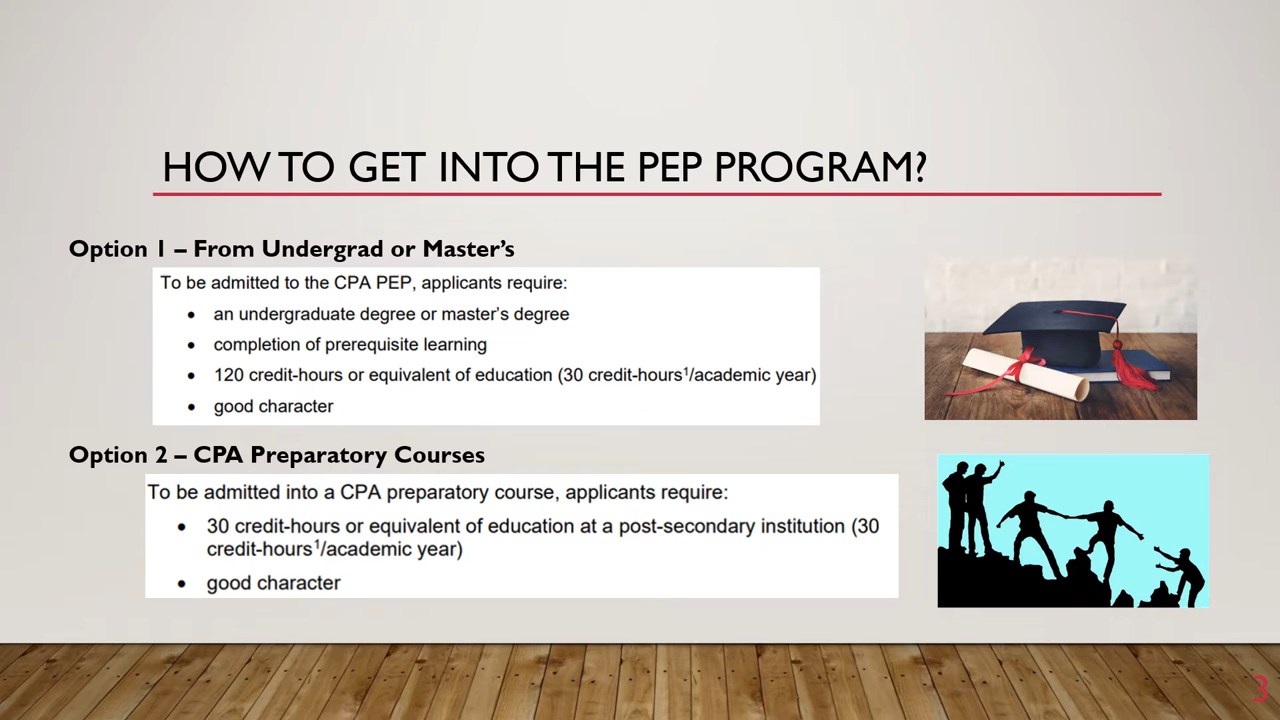 HOW TO GET INTO THE PEP PROGRAM?
Option 1 – From Undergrad or Master’s
To be admitted to the CPA PEP, applicants require:
• an undergraduate degree or master’s degree
• completion of prerequisite learning
• 120 credit-hours or equivalent of education (30 credit-hours¹/academic year)
• good character
Option 2 – CPA Preparatory Courses
To be admitted into a CPA preparatory course, applicants require:
• 30 credit-hours or equivalent of education at a post-secondary institution (30
credit-hours¹/academic year)
• good character
3